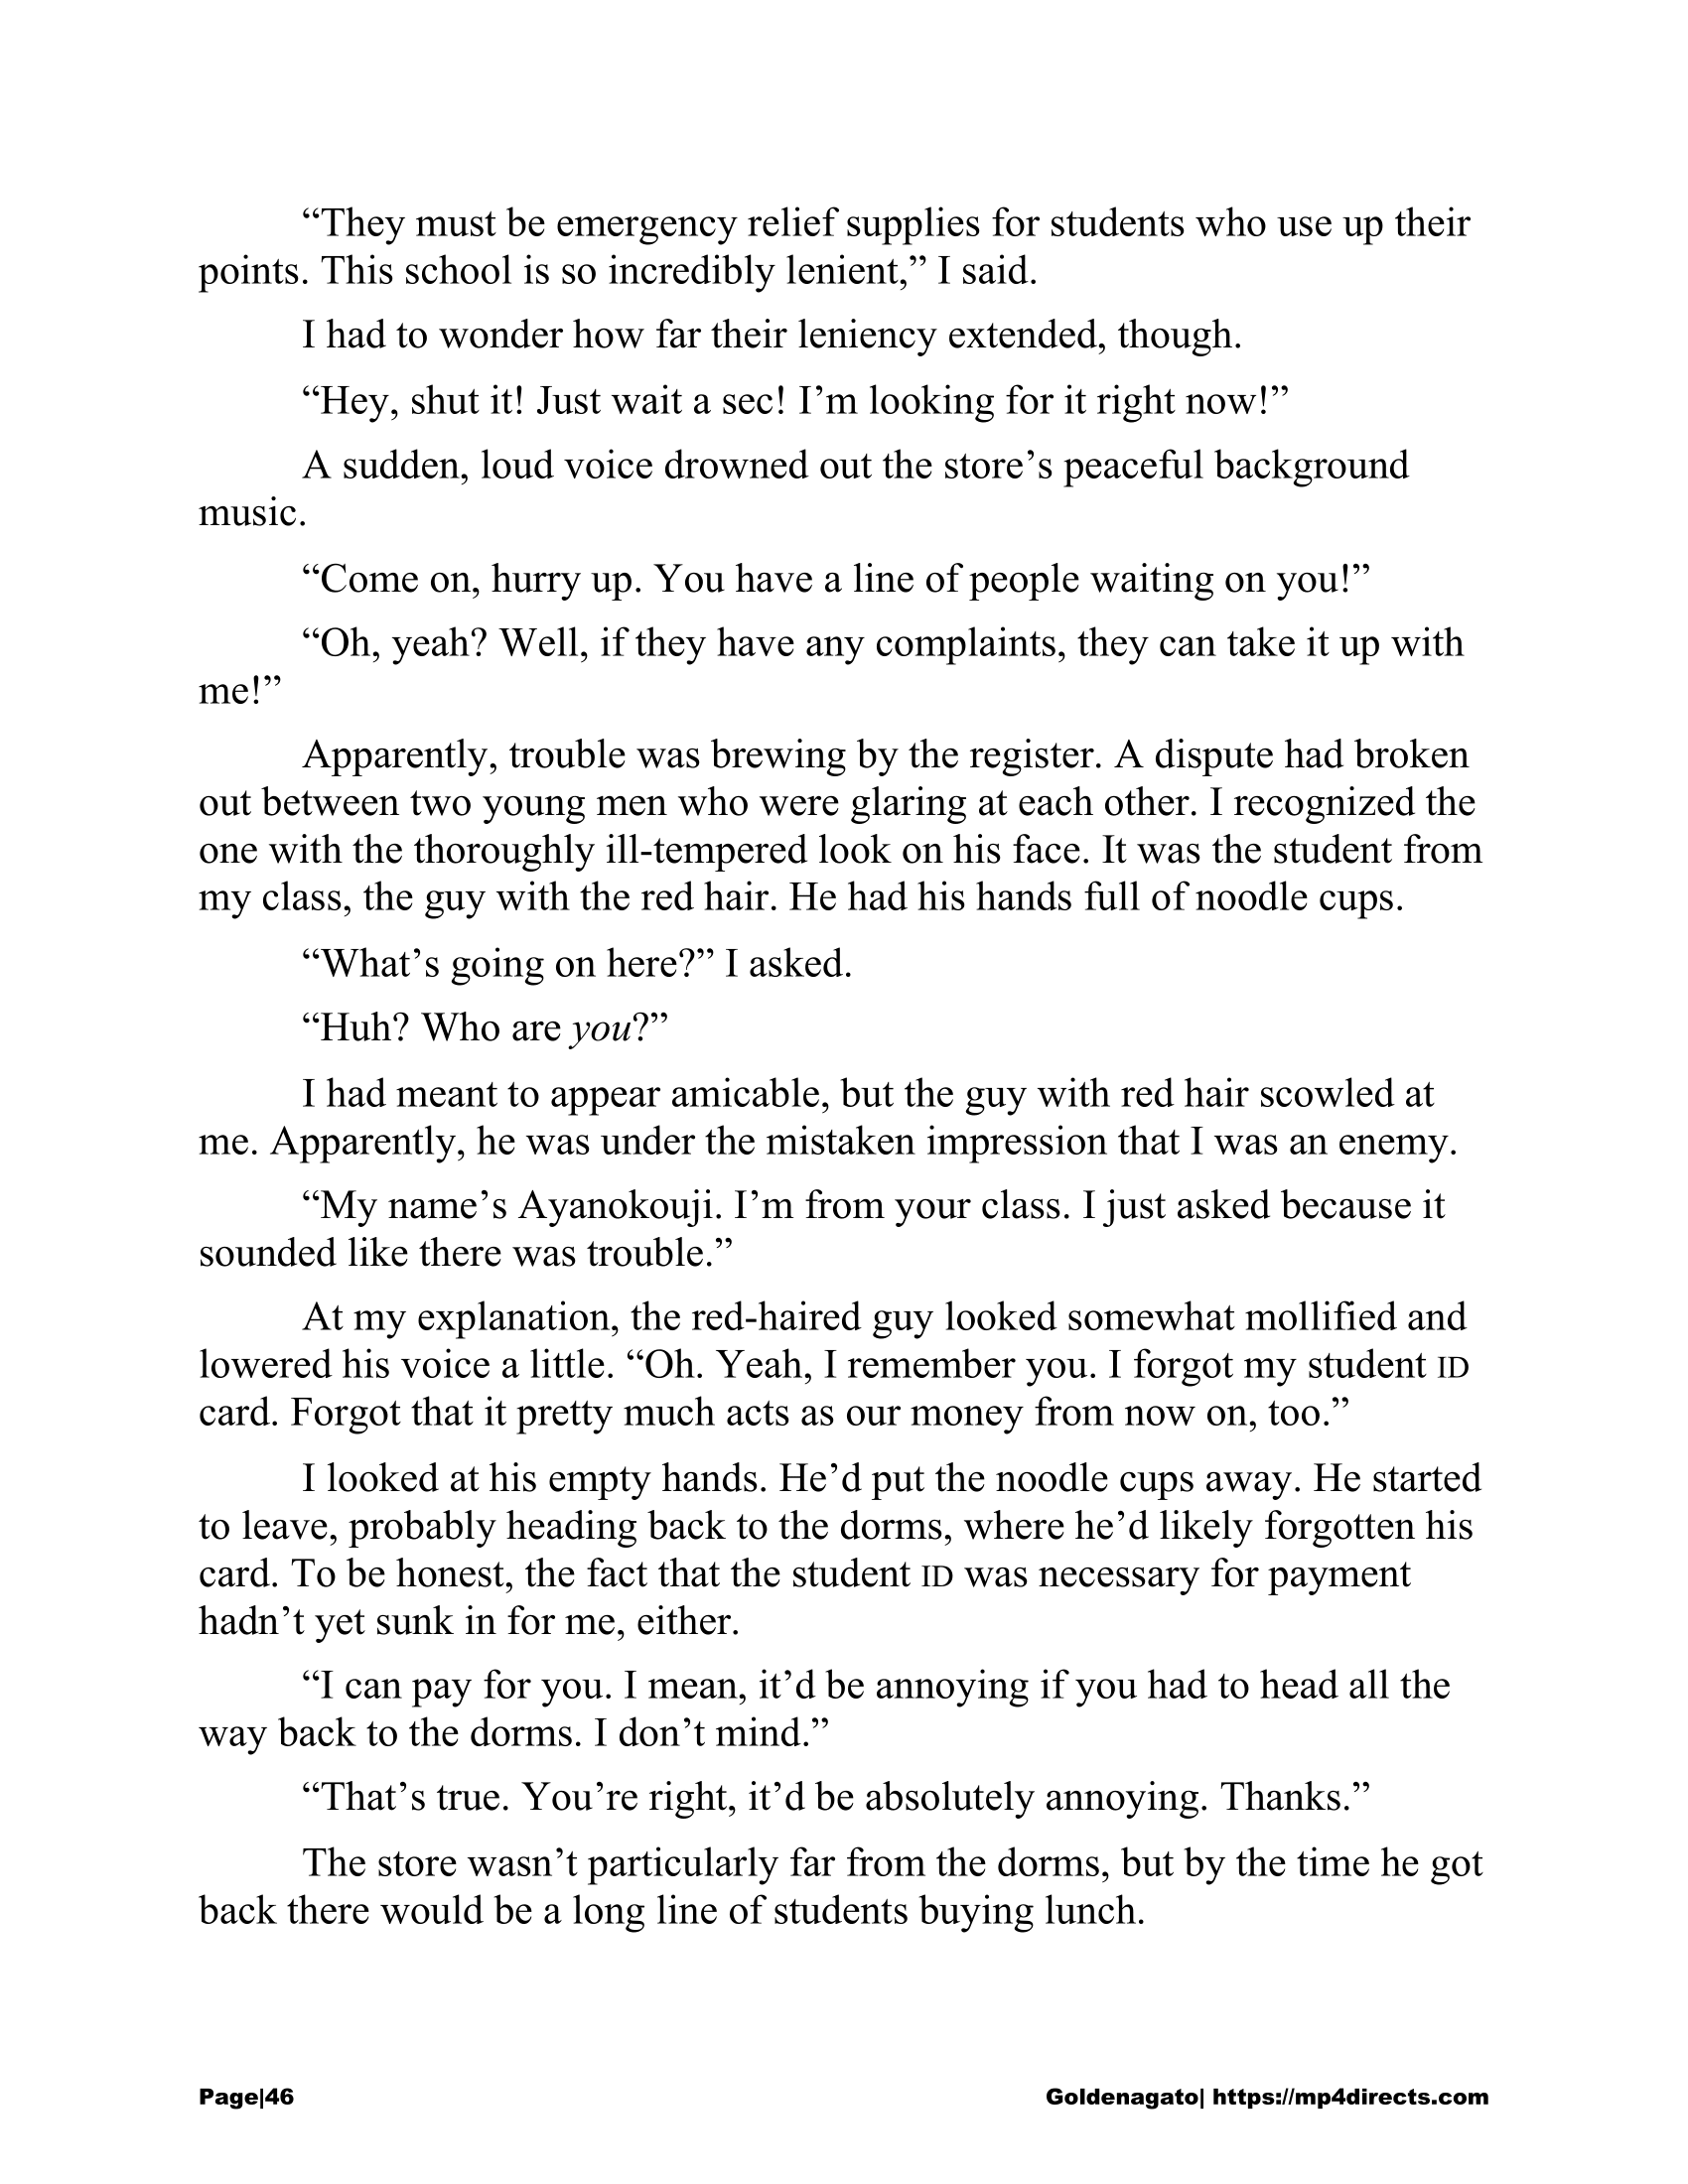 “They must be emergency relief supplies for students who use up their
points. This school is so incredibly lenient,” I said.
I had to wonder how far their leniency extended, though.
“Hey, shut it! Just wait a sec! I’m looking for it right now!”
A sudden, loud voice drowned out the store’s peaceful background
music.
“Come on, hurry up. You have a line of people waiting on you!”
“Oh, yeah? Well, if they have any complaints, they can take it up with
me!”
Apparently, trouble was brewing by the register. A dispute had broken
out between two young men who were glaring at each other. I recognized the
one with the thoroughly ill-tempered look on his face. It was the student from
my class, the guy with the red hair. He had his hands full of noodle cups.
“What’s going on here?” I asked.
“Huh? Who are you?”
I had meant to appear amicable, but the guy with red hair scowled at
me. Apparently, he was under the mistaken impression that I was an enemy.
“My name’s Ayanokouji. I’m from your class. I just asked because it
sounded like there was trouble.”
At my explanation, the red-haired guy looked somewhat mollified and
lowered his voice a little. “Oh. Yeah, I remember you. I forgot my student ID
card. Forgot that it pretty much acts as our money from now on, too.”
I looked at his empty hands. He’d put the noodle cups away. He started
to leave, probably heading back to the dorms, where he’d likely forgotten his
card. To be honest, the fact that the student ID was necessary for payment
hadn’t yet sunk in for me, either.
“I can pay for you. I mean, it’d be annoying if you had to head all the
way back to the dorms. I don’t mind.”
“That’s true. You’re right, it’d be absolutely annoying. Thanks.”
The store wasn’t particularly far from the dorms, but by the time he got
back there would be a long line of students buying lunch.
Page|46 Goldenagato| https://mp4directs.com